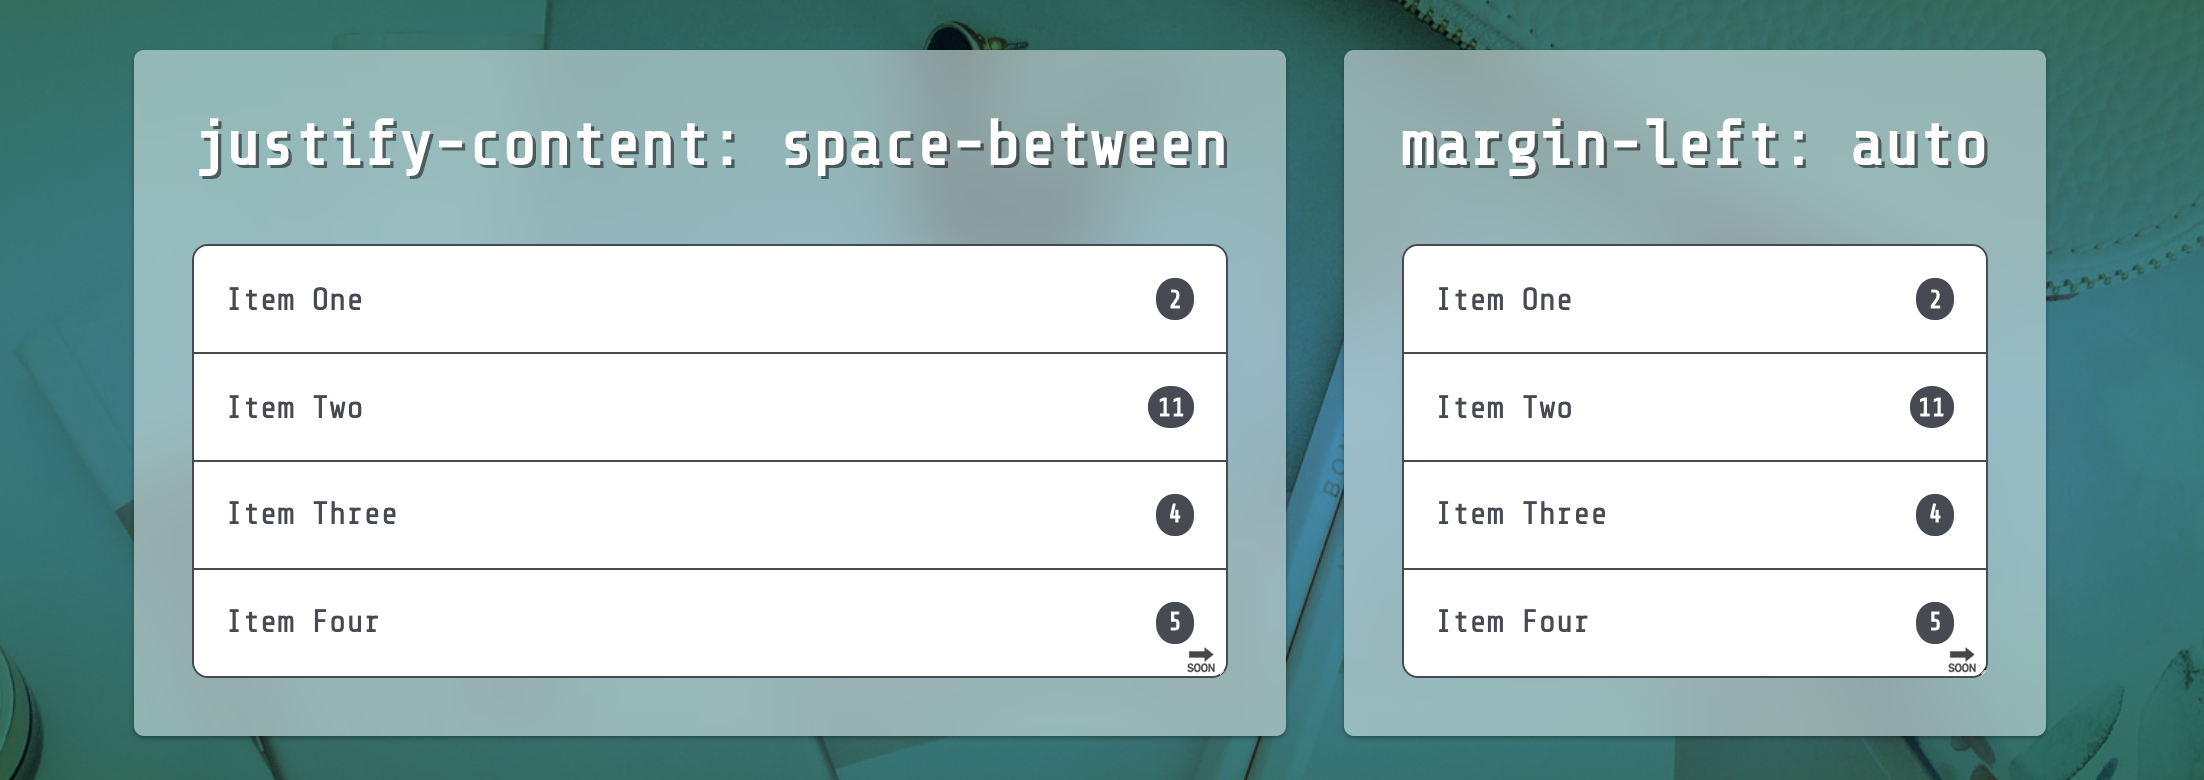 justify-content: space-between
Item One 2
Item Two 11
Item Three 4
Item Four 5
SOON
margin-left: auto
Item One 2
Item Two 11
Item Three 4
Item Four 5
SOON